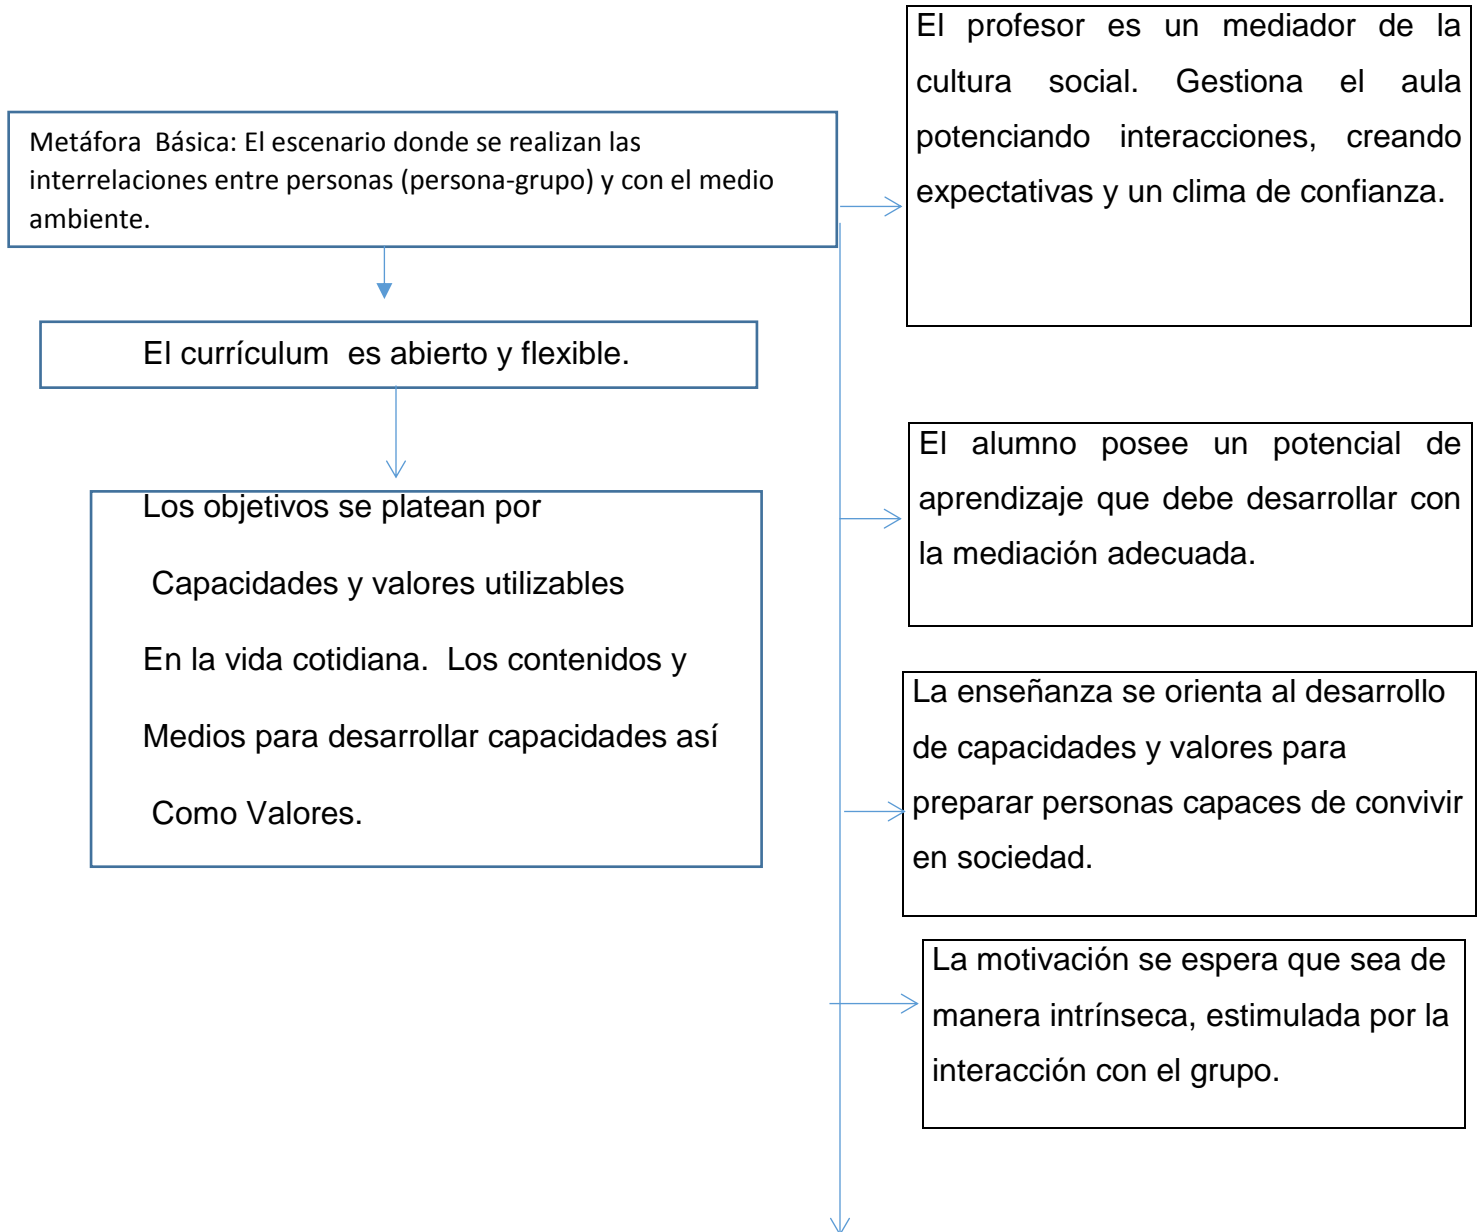 Metáfora Básica: El escenario donde se realizan las
interrelaciones entre personas (persona-grupo) y con el medio
ambiente.
El currículum es abierto y flexible.
Los objetivos se platean por
Capacidades y valores utilizables
En la vida cotidiana. Los contenidos y
Medios para desarrollar capacidades así
Como Valores.
El profesor es un mediador de la
cultura social. Gestiona el aula
potenciando interacciones, creando
expectativas y un clima de confianza.
El alumno posee un potencial de
aprendizaje que debe desarrollar con
la mediación adecuada.
La enseñanza se orienta al desarrollo
de capacidades y valores para
preparar personas capaces de convivir
en sociedad.
La motivación se espera que sea de
manera intrínseca, estimulada por la
interacción con el grupo.